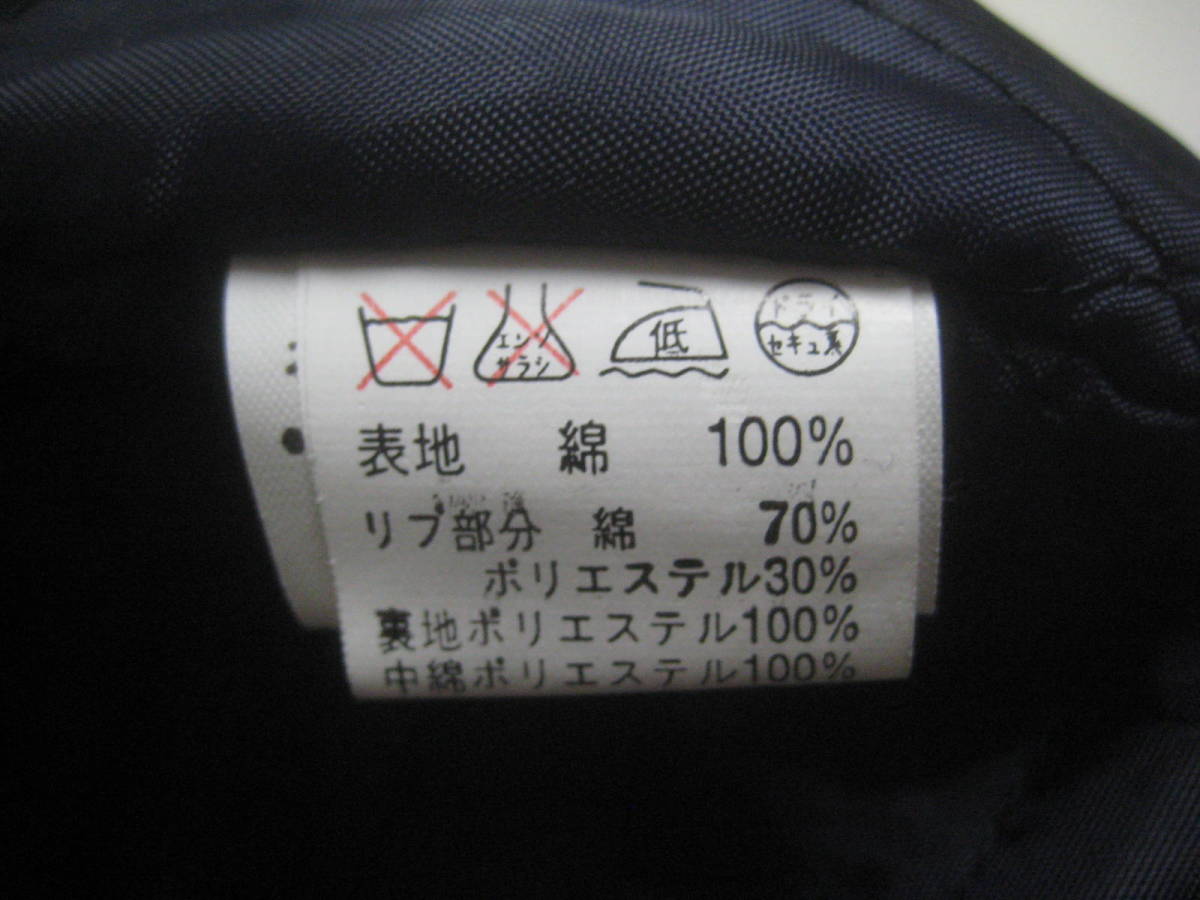 エンソ
サラシ
低
ドライ
セキユ系
表地 綿 100%
リブ部分 綿 70%
ポリエステル30%
裏地ポリエステル100%
中綿ポリエステル100%